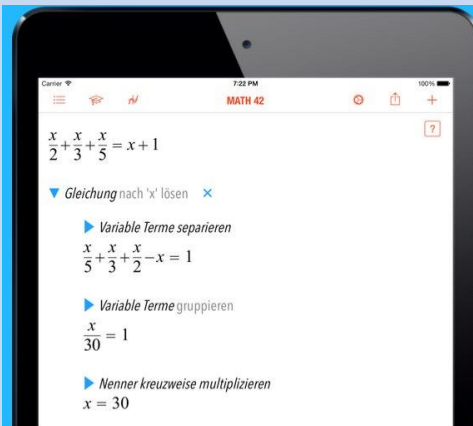 Carrier 7:22 PM 100%
MATH 42
x/2 + x/3 + x/5 = x + 1
?
Gleichung nach 'x' lösen ×
Variable Terme separieren
x/5 + x/3 + x/2 − x = 1
Variable Terme gruppieren
x/30 = 1
Nenner kreuzweise multiplizieren
x = 30